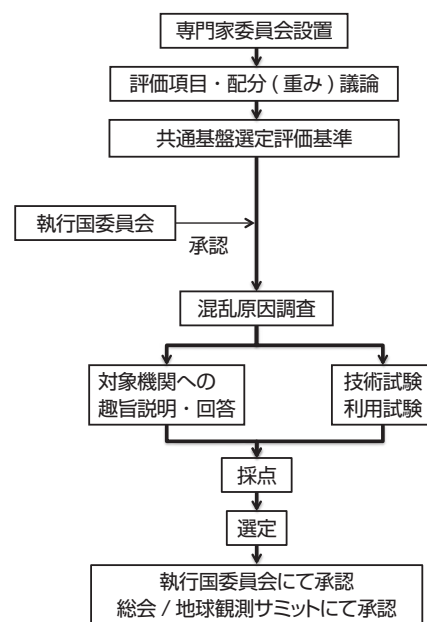 専門家委員会設置
評価項目・配分 ( 重み ) 議論
共通基盤選定評価基準
執行国委員会
承認
混乱原因調査
対象機関への
趣旨説明・回答
技術試験
利用試験
採点
選定
執行国委員会にて承認
総会 / 地球観測サミットにて承認